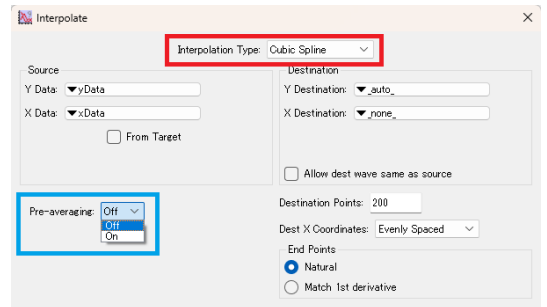 Interpolate
Interpolation Type: Cubic Spline
Source
Y Data: yData
X Data: xData
From Target
Destination
Y Destination: _auto_
X Destination: _none_
Allow dest wave same as source
Pre-averaging: Off
Off
On
Destination Points: 200
Dest X Coordinates: Evenly Spaced
End Points
Natural
Match 1st derivative